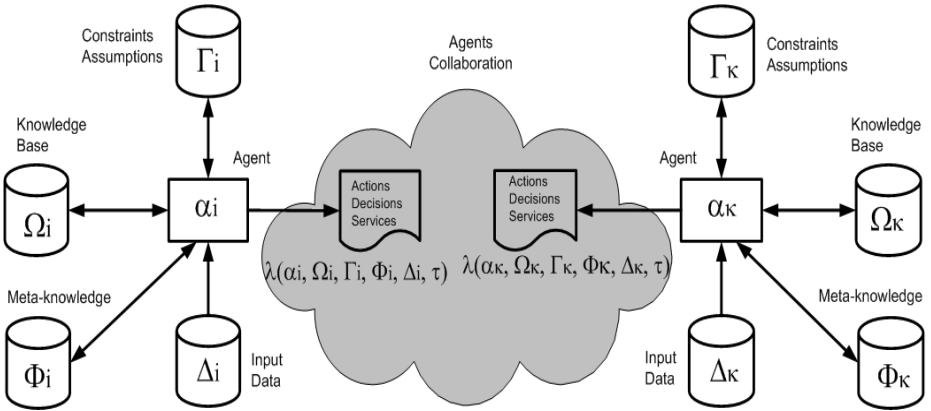 Constraints
Assumptions
Γi
Agents
Collaboration
Γκ
Constraints
Assumptions
Knowledge
Base
Ωi
Agent
αi
Actions
Decisions
Services
λ(αi, Ωi, Γi, Φi, Δi, τ)
Actions
Decisions
Services
λ(ακ, Ωκ, Γκ, Φκ, Δκ, τ)
Agent
ακ
Knowledge
Base
Ωκ
Meta-knowledge
Φi
Δi
Input
Data
Input
Data
Δκ
Meta-knowledge
Φκ